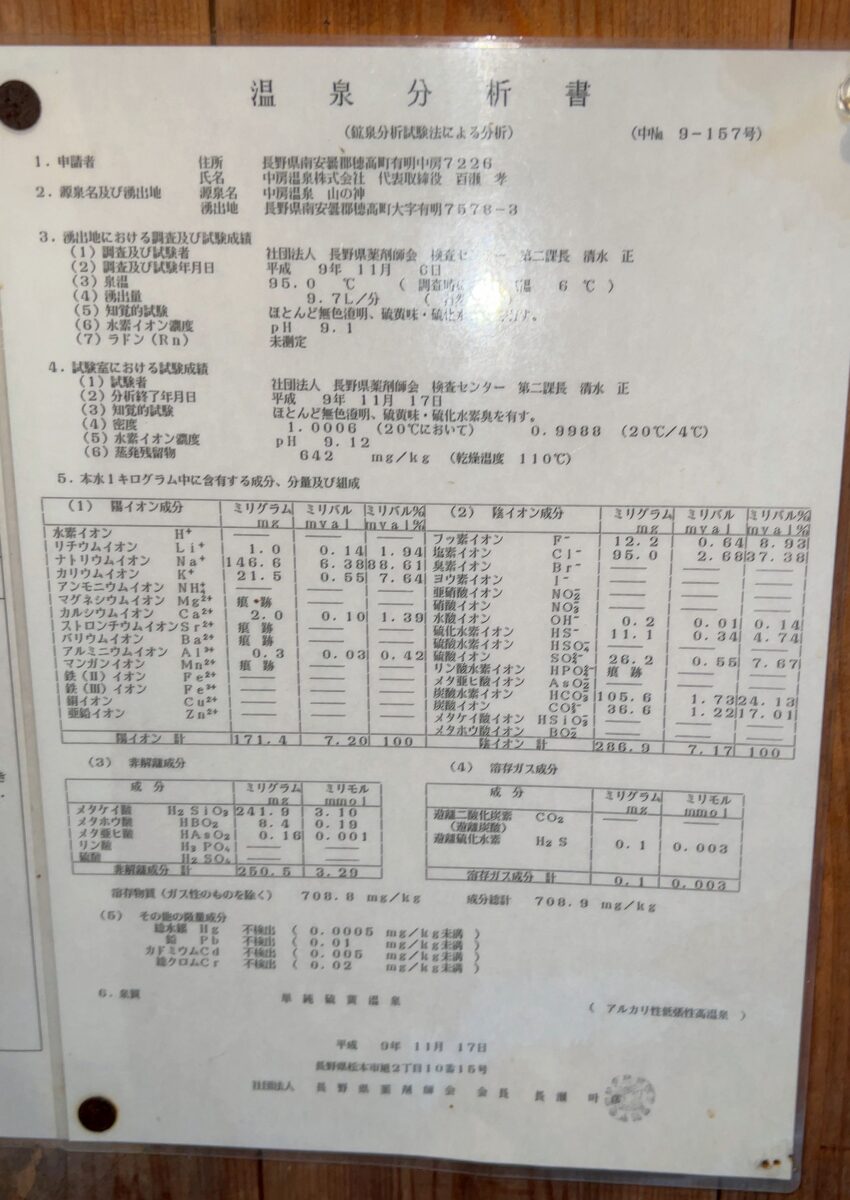 温泉分析書
（鉱泉分析試験法による分析） （中№ 9－157号）
1．申請者 住所 長野県南安曇郡穂高町有明中房7226
氏名 中房温泉株式会社 代表取締役 百瀬 孝
2．源泉名及び湧出地 源泉名 中房温泉 山の神
湧出地 長野県南安曇郡穂高町大字有明7578－3
3．湧出地における調査及び試験成績
（1）調査及び試験者 社団法人 長野県薬剤師会 検査センター 第二課長 清水 正
（2）調査及び試験年月日 平成 9年 11月 6日
（3）泉温 95.0 ℃ （ 調査時 温 6 ℃ ）
（4）湧出量 9.7L／分 （
（5）知覚的試験 ほとんど無色澄明、硫黄味・硫化水 有す。
（6）水素イオン濃度 pH 9.1
（7）ラドン（Rn） 未測定
4．試験室における試験成績
（1）試験者 社団法人 長野県薬剤師会 検査センター 第二課長 清水 正
（2）分析終了年月日 平成 9年 11月 17日
（3）知覚的試験 ほとんど無色澄明、硫黄味・硫化水素臭を有す。
（4）密度 1.0006 （20℃において） 0.9988 （20℃／4℃）
（5）水素イオン濃度 pH 9.12
（6）蒸発残留物 642 mg／kg （乾燥温度 110℃）
5．本水1キログラム中に含有する成分、分量及び組成
（1） 陽イオン成分 ミリグラム mg ミリバル mval ミリバル% mval%
水素イオン H⁺ ── ── ──
リチウムイオン Li⁺ 1.0 0.14 1.94
ナトリウムイオン Na⁺ 146.6 6.38 88.61
カリウムイオン K⁺ 21.5 0.55 7.64
アンモニウムイオン NH₄⁺ ── ── ──
マグネシウムイオン Mg²⁺ 痕跡 ── ──
カルシウムイオン Ca²⁺ 2.0 0.10 1.39
ストロンチウムイオン Sr²⁺ 痕跡 ── ──
バリウムイオン Ba²⁺ 痕跡 ── ──
アルミニウムイオン Al³⁺ 0.3 0.03 0.42
マンガンイオン Mn²⁺ 痕跡 ── ──
鉄（Ⅱ）イオン Fe²⁺ ── ── ──
鉄（Ⅲ）イオン Fe³⁺ ── ── ──
銅イオン Cu²⁺ ── ── ──
亜鉛イオン Zn²⁺ ── ── ──
陽イオン 計 171.4 7.20 100
（2） 陰イオン成分 ミリグラム mg ミリバル mval ミリバル% mval%
フッ素イオン F⁻ 12.2 0.64 8.93
塩素イオン Cl⁻ 95.0 2.68 37.38
臭素イオン Br⁻ ── ── ──
ヨウ素イオン I⁻ ── ── ──
亜硝酸イオン NO₂⁻ ── ── ──
硝酸イオン NO₃⁻ ── ── ──
水酸イオン OH⁻ 0.2 0.01 0.14
硫化水素イオン HS⁻ 11.1 0.34 4.74
硫酸水素イオン HSO₄⁻ ── ── ──
硫酸イオン SO₄²⁻ 26.2 0.55 7.67
リン酸水素イオン HPO₄²⁻ 痕跡 ── ──
メタ亜ヒ酸イオン AsO₂⁻ ── ── ──
炭酸水素イオン HCO₃⁻ 105.6 1.73 24.13
炭酸イオン CO₃²⁻ 36.6 1.22 17.01
メタケイ酸イオン HSiO₃⁻ ── ── ──
メタホウ酸イオン BO₂⁻ ── ── ──
陰イオン 計 286.9 7.17 100
（3） 非解離成分
成分 ミリグラム mg ミリモル mmol
メタケイ酸 H₂SiO₃ 241.9 3.10
メタホウ酸 HBO₂ 8.4 0.19
メタ亜ヒ酸 HAsO₂ 0.16 0.001
リン酸 H₃PO₄ ── ──
硫酸 H₂SO₄ ── ──
非解離成分 計 250.5 3.29
（4） 溶存ガス成分
成分 ミリグラム mg ミリモル mmol
遊離二酸化炭素 CO₂ ── ──
（遊離炭酸）
遊離硫化水素 H₂S 0.1 0.003
溶存ガス成分 計 0.1 0.003
溶存物質（ガス性のものを除く） 708.8 mg／kg 成分総計 708.9 mg／kg
（5） その他の微量成分
総水銀 Hg 不検出 （ 0.0005 mg／kg未満 ）
鉛 Pb 不検出 （ 0.01 mg／kg未満 ）
カドミウムCd 不検出 （ 0.005 mg／kg未満 ）
総クロムCr 不検出 （ 0.02 mg／kg未満 ）
6．泉質 単純硫黄温泉 （ アルカリ性低張性高温泉 ）
平成 9年 11月 17日
長野県松本市旭2丁目10番15号
社団法人 長野県薬剤師会 会長 長瀬